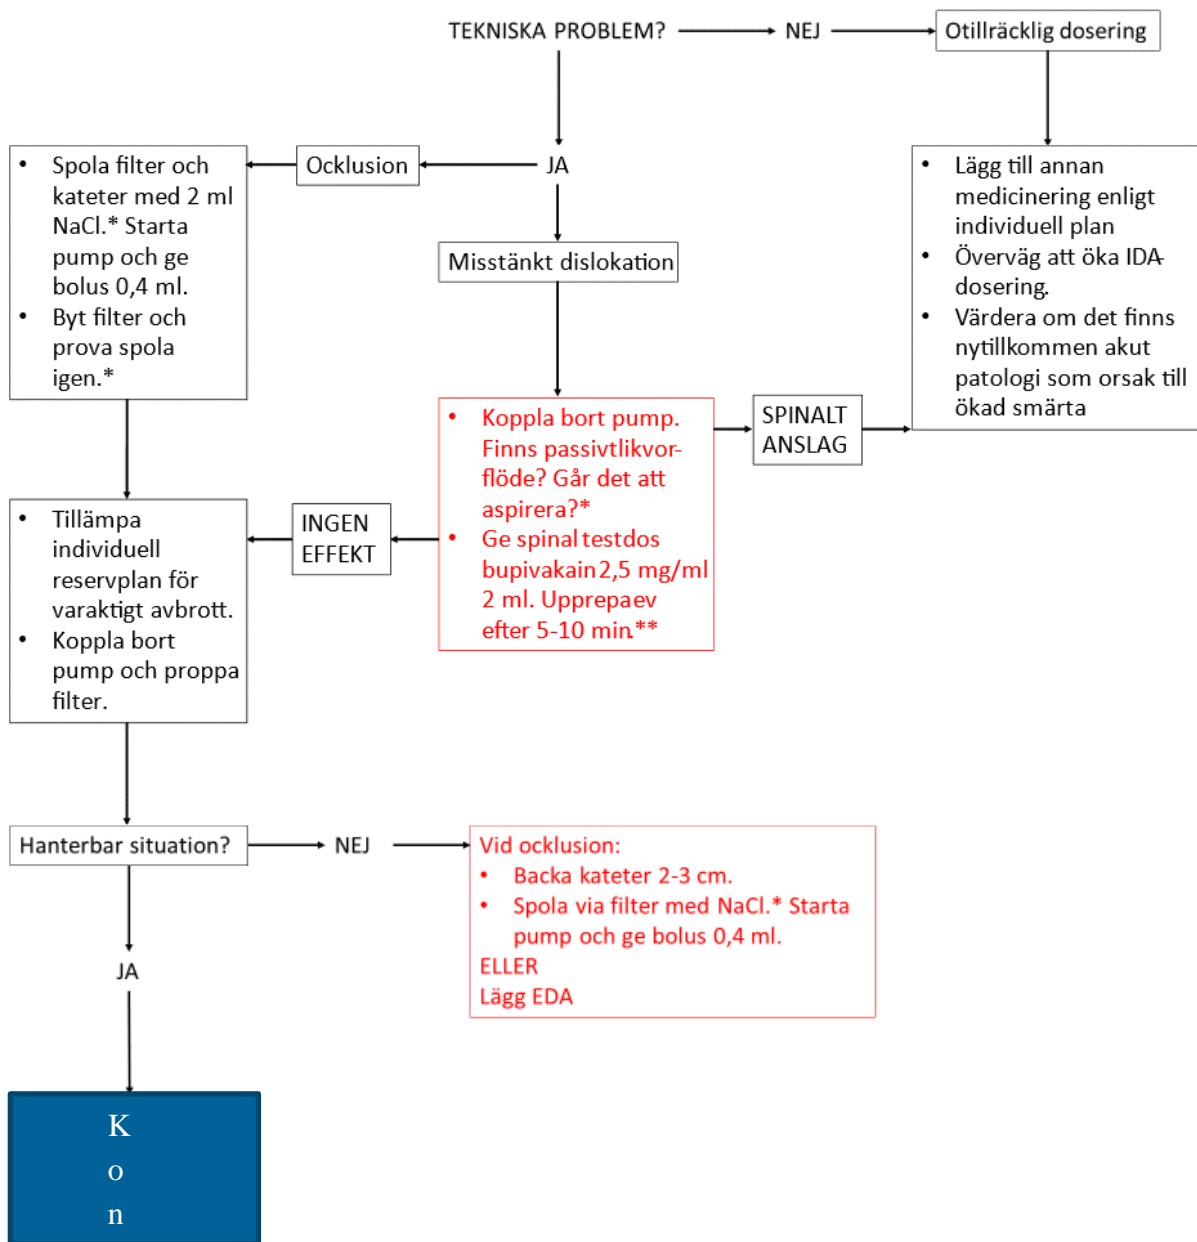 TEKNISKA PROBLEM?
NEJ
Otillräcklig dosering
JA
Ocklusion
• Spola filter och
kateter med 2 ml
NaCl.* Starta
pump och ge
bolus 0,4 ml.
• Byt filter och
prova spola
igen.*
Misstänkt dislokation
• Lägg till annan
medicinering enligt
individuell plan
• Överväg att öka IDA-
dosering.
• Värdera om det finns
nytillkommen akut
patologi som orsak till
ökad smärta
• Koppla bort pump.
Finns passivtlikvor-
flöde? Går det att
aspirera?*
• Ge spinal testdos
bupivakain 2,5 mg/ml
2 ml. Upprepaev
efter 5-10 min.**
SPINALT
ANSLAG
INGEN
EFFEKT
• Tillämpa
individuell
reservplan för
varaktigt avbrott.
• Koppla bort
pump och proppa
filter.
Hanterbar situation?
NEJ
Vid ocklusion:
• Backa kateter 2-3 cm.
• Spola via filter med NaCl.* Starta
pump och ge bolus 0,4 ml.
ELLER
Lägg EDA
JA
K
o
n